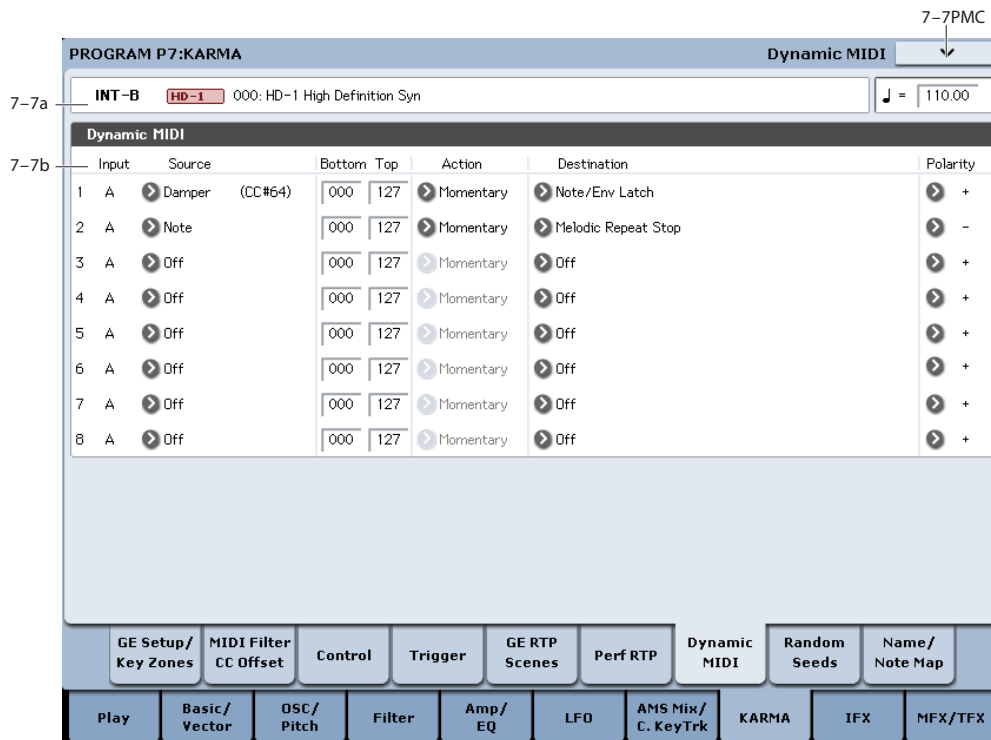 7-7PMC
PROGRAM P7:KARMA Dynamic MIDI
7-7a
INT-B HD-1 000: HD-1 High Definition Syn ♩ = 110.00
Dynamic MIDI
7-7b
Input Source Bottom Top Action Destination Polarity
1 A Damper (CC#64) 000 127 Momentary Note/Env Latch +
2 A Note 000 127 Momentary Melodic Repeat Stop -
3 A Off 000 127 Momentary Off +
4 A Off 000 127 Momentary Off +
5 A Off 000 127 Momentary Off +
6 A Off 000 127 Momentary Off +
7 A Off 000 127 Momentary Off +
8 A Off 000 127 Momentary Off +
GE Setup/ Key Zones
MIDI Filter CC Offset
Control
Trigger
GE RTP Scenes
Perf RTP
Dynamic MIDI
Random Seeds
Name/ Note Map
Play
Basic/ Vector
OSC/ Pitch
Filter
Amp/ EQ
LFO
AMS Mix/ C. KeyTrk
KARMA
IFX
MFX/TFX